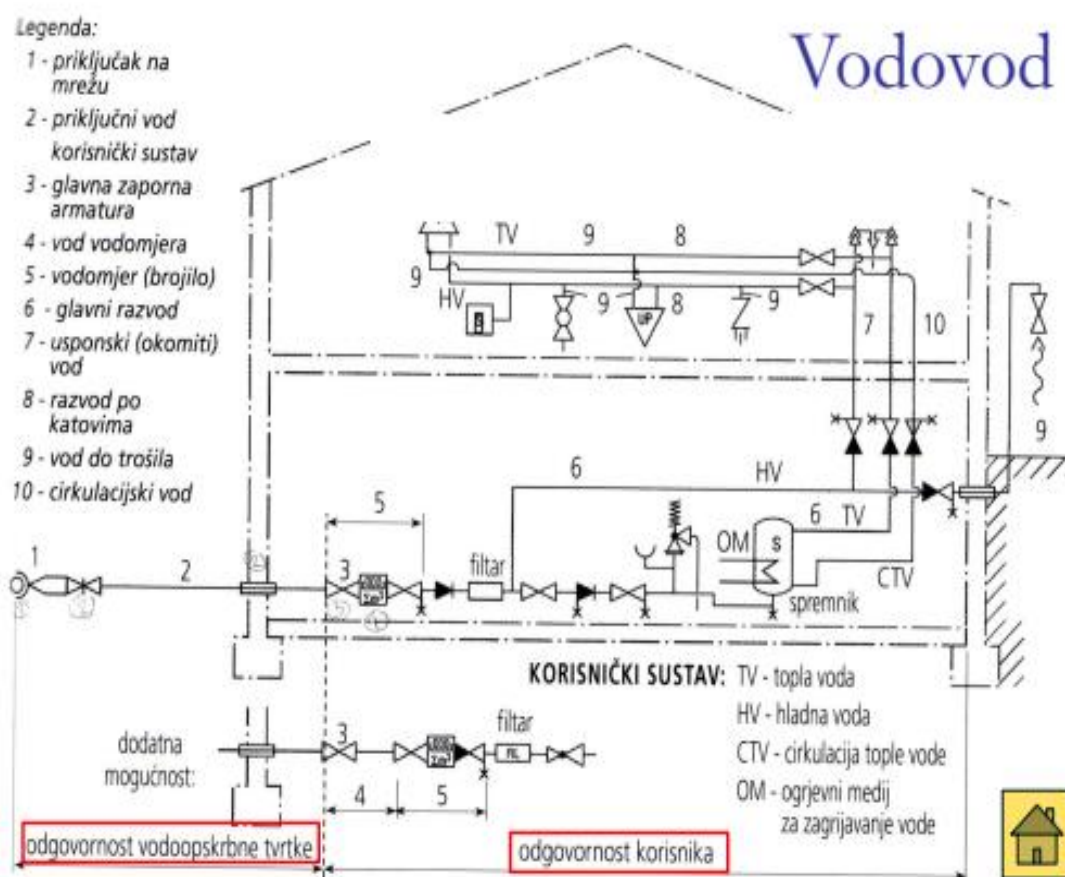 Legenda:
1 - priključak na
mrežu
2 - priključni vod
korisnički sustav
3 - glavna zaporna
armatura
4 - vod vodomjera
5 - vodomjer (brojilo)
6 - glavni razvod
7 - usponski (okomiti)
vod
8 - razvod po
katovima
9 - vod do trošila
10 - cirkulacijski vod
Vodovod
TV 9 8
9
HV 9 UP 8 9
7 10
9
6 HV
5
6 TV
OM S
1 2 3 filtar
CTV
spremnik
KORISNIČKI SUSTAV:
TV - topla voda
HV - hladna voda
CTV - cirkulacija tople vode
OM - ogrjevni medij
za zagrijavanje vode
dodatna
mogućnost:
3 filtar
4 5
odgovornost vodoopskrbne tvrtke
odgovornost korisnika